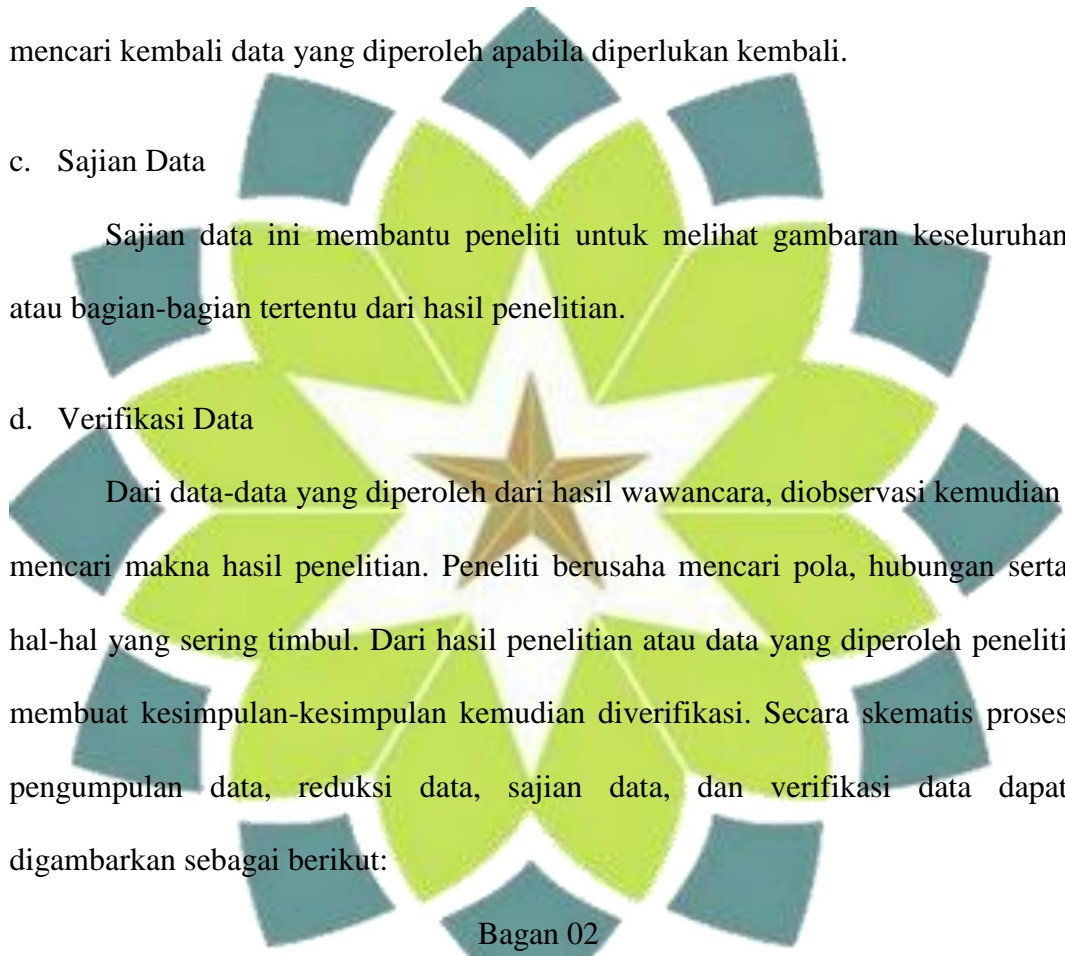 mencari kembali data yang diperoleh apabila diperlukan kembali.
c. Sajian Data
Sajian data ini membantu peneliti untuk melihat gambaran keseluruhan
atau bagian-bagian tertentu dari hasil penelitian.
d. Verifikasi Data
Dari data-data yang diperoleh dari hasil wawancara, diobservasi kemudian
mencari makna hasil penelitian. Peneliti berusaha mencari pola, hubungan serta
hal-hal yang sering timbul. Dari hasil penelitian atau data yang diperoleh peneliti
membuat kesimpulan-kesimpulan kemudian diverifikasi. Secara skematis proses
pengumpulan data, reduksi data, sajian data, dan verifikasi data dapat
digambarkan sebagai berikut:
Bagan 02